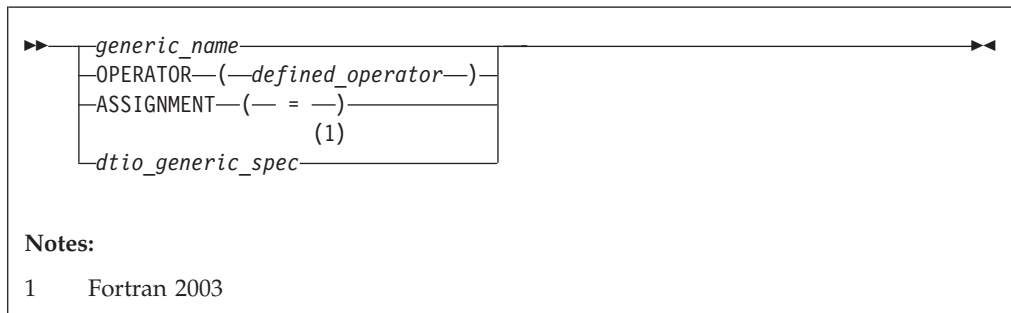 generic_name
OPERATOR ( defined_operator )
ASSIGNMENT ( = )
(1)
dtio_generic_spec
Notes:
1 Fortran 2003